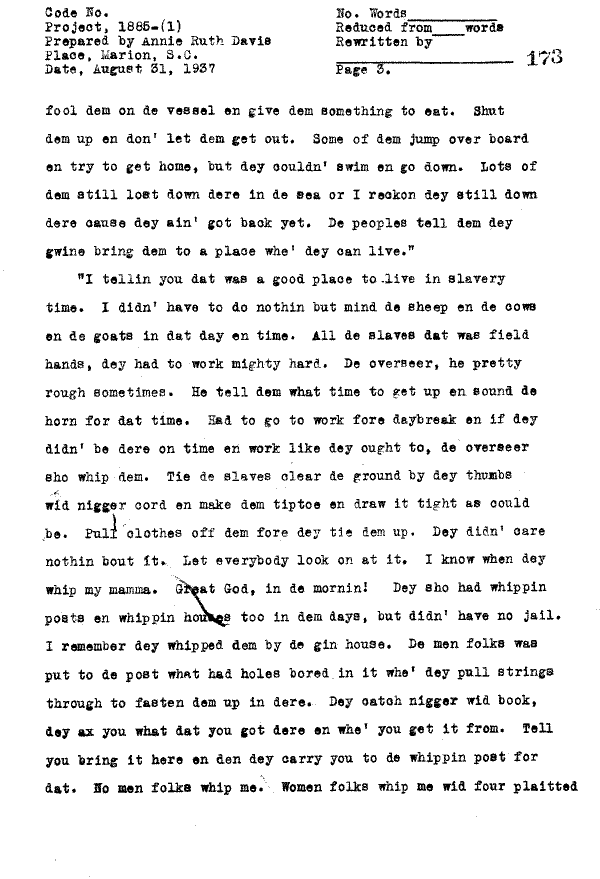 Code No.
Project, 1885-(1)
Prepared by Annie Ruth Davis
Place, Marion, S.C.
Date, August 31, 1937
No. Words
Reduced from words
Rewritten by
Page 3.
173
fool dem on de vessel en give dem something to eat. Shut
dem up en don' let dem get out. Some of dem jump over board
en try to get home, but dey couldn' swim en go down. Lots of
dem still lost down dere in de sea or I reckon dey still down
dere cause dey ain' got back yet. De peoples tell dem dey
gwine bring dem to a place whe' dey can live."
"I tellin you dat was a good place to live in slavery
time. I didn' have to do nothin but mind de sheep en de cows
en de goats in dat day en time. All de slaves dat was field
hands, dey had to work mighty hard. De overseer, he pretty
rough sometimes. He tell dem what time to get up en sound de
horn for dat time. Had to go to work fore daybreak en if dey
didn' be dere on time en work like dey ought to, de overseer
sho whip dem. Tie de slaves clear de ground by dey thumbs
wid nigger cord en make dem tiptoe en draw it tight as could
be. Pull clothes off dem fore dey tie dem up. Dey didn' care
nothin bout it. Let everybody look on at it. I know when dey
whip my mamma. Great God, in de mornin! Dey sho had whippin
posts en whippin houses too in dem days, but didn' have no jail.
I remember dey whipped dem by de gin house. De men folks was
put to de post what had holes bored in it whe' dey pull strings
through to fasten dem up in dere. Dey catch nigger wid book,
dey ax you what dat you got dere en whe' you get it from. Tell
you bring it here en den dey carry you to de whippin post for
dat. No men folks whip me. Women folks whip me wid four plaitted